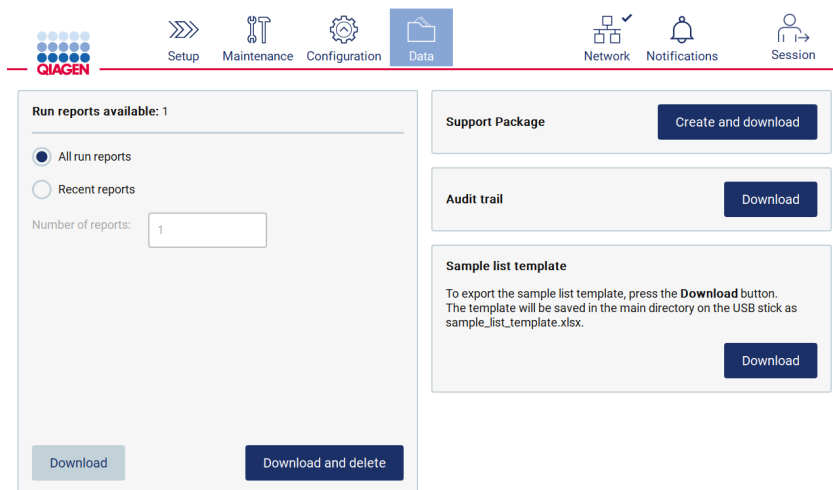 QIAGEN
Setup
Maintenance
Configuration
Data
Network
Notifications
Session
Run reports available: 1
All run reports
Recent reports
Number of reports:
1
Download
Download and delete
Support Package
Create and download
Audit trail
Download
Sample list template
To export the sample list template, press the Download button.
The template will be saved in the main directory on the USB stick as
sample_list_template.xlsx.
Download